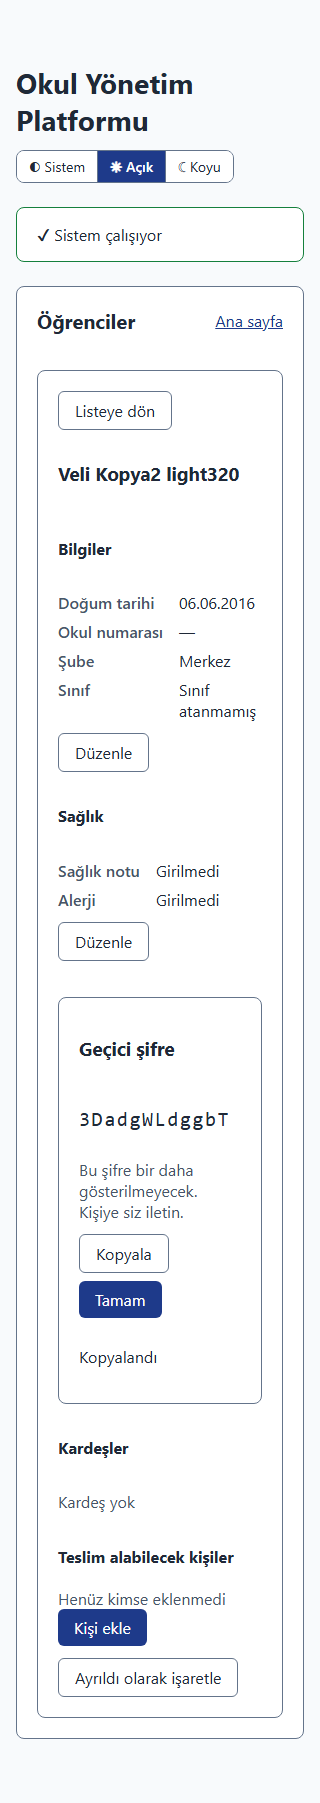 Okul Yönetim
Platformu
Sistem
Açık
Koyu
✓ Sistem çalışıyor
Öğrenciler
Ana sayfa
Listeye dön
Veli Kopya2 light320
Bilgiler
Doğum tarihi 06.06.2016
Okul numarası —
Şube Merkez
Sınıf Sınıf
atanmamış
Düzenle
Sağlık
Sağlık notu Girilmedi
Alerji Girilmedi
Düzenle
Geçici şifre
3DadgWLdggbT
Bu şifre bir daha
gösterilmeyecek.
Kişiye siz iletin.
Kopyala
Tamam
Kopyalandı
Kardeşler
Kardeş yok
Teslim alabilecek kişiler
Henüz kimse eklenmedi
Kişi ekle
Ayrıldı olarak işaretle